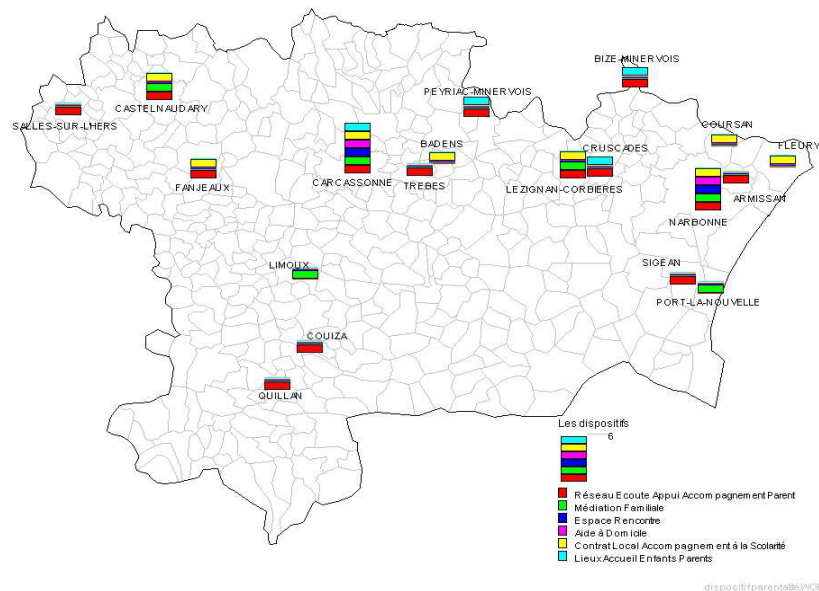 BIZE-MINERVOIS
PEYRIAC-MINERVOIS
CASTELNAUDARY
SALLES-SUR-LHERS
COURSAN
FLEURY
BADENS
CRUSCADES
FANJEAUX
CARCASSONNE
TREBES
LEZIGNAN-CORBIERES
ARMISSAN
NARBONNE
LIMOUX
SIGEAN
PORT-LA-NOUVELLE
COUIZA
QUILLAN
Les dispositifs
6
Réseau Ecoute Appui Accompagnement Parent
Médiation Familiale
Espace Rencontre
Aide à Domicile
Contrat Local Accompagnement à la Scolarité
Lieux Accueil Enfants Parents
dispositifparentalité.WOR